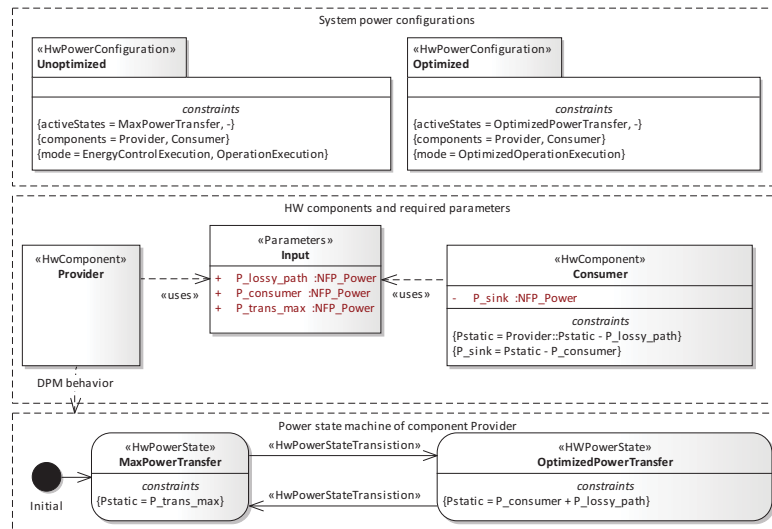 System power configurations
«HwPowerConfiguration»
Unoptimized
constraints
{activeStates = MaxPowerTransfer, -}
{components = Provider, Consumer}
{mode = EnergyControlExecution, OperationExecution}
«HwPowerConfiguration»
Optimized
constraints
{activeStates = OptimizedPowerTransfer, -}
{components = Provider, Consumer}
{mode = OptimizedOperationExecution}
HW components and required parameters
«HwComponent»
Provider
«uses»
«Parameters»
Input
+ P_lossy_path :NFP_Power
+ P_consumer :NFP_Power
+ P_trans_max :NFP_Power
«uses»
«HwComponent»
Consumer
- P_sink :NFP_Power
constraints
{Pstatic = Provider::Pstatic - P_lossy_path}
{P_sink = Pstatic - P_consumer}
DPM behavior
Power state machine of component Provider
Initial
«HwPowerState»
MaxPowerTransfer
constraints
{Pstatic = P_trans_max}
«HwPowerStateTransistion»
«HwPowerStateTransistion»
«HWPowerState»
OptimizedPowerTransfer
constraints
{Pstatic = P_consumer + P_lossy_path}